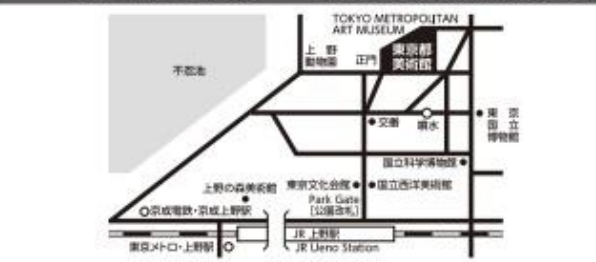 TOKYO METROPOLITAN
ART MUSEUM
東京都
美術館
上野
動物園
正門
不忍池
交番
噴水
東京
国立
博物館
国立科学博物館
上野の森美術館
東京文化会館
国立西洋美術館
Park Gate
[公園改札]
京成電鉄・京成上野駅
JR 上野駅
東京メトロ・上野駅
JR Ueno Station